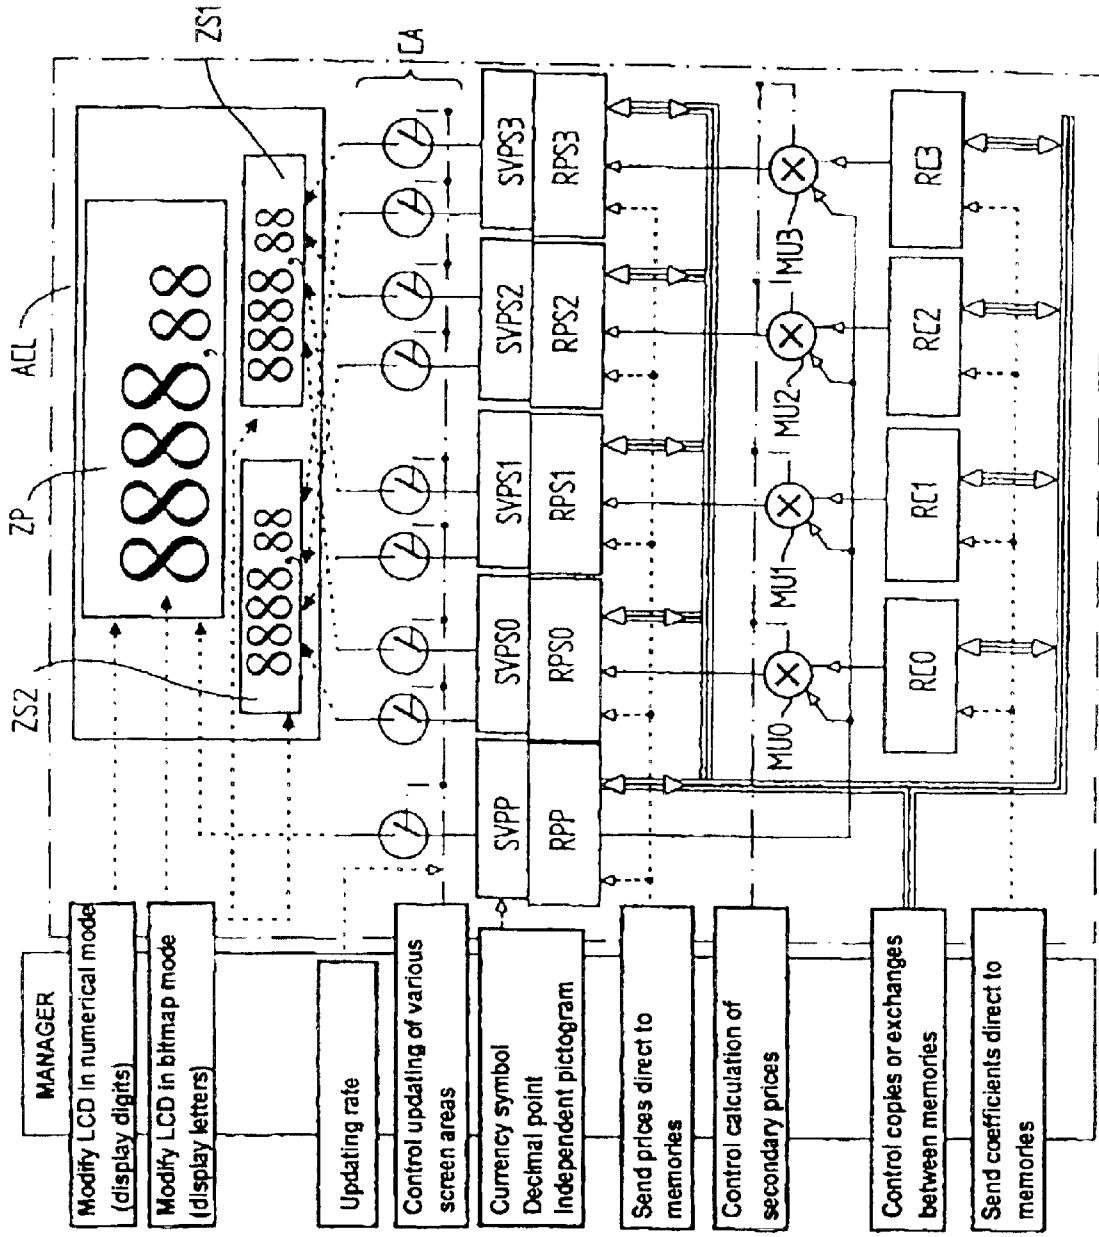 MANAGER
Modify LCD in numerical mode
(display digits)
Modify LCD in bitmap mode
(display letters)
Updating rate
Control updating of various
screen areas
Currency symbol
Decimal point
Independent pictogram
Send prices direct to
memories
Control calculation of
secondary prices
Control copies or exchanges
between memories
Send coefficients direct to
memories
ZS2
ZP
ACL
ZS1
8888,88
8888,88
8888,88
CA
SVPP
SVPS0
SVPS1
SVPS2
SVPS3
RPP
RPS0
RPS1
RPS2
RPS3
MU0
MU1
MU2
MU3
RC0
RC1
RC2
RC3